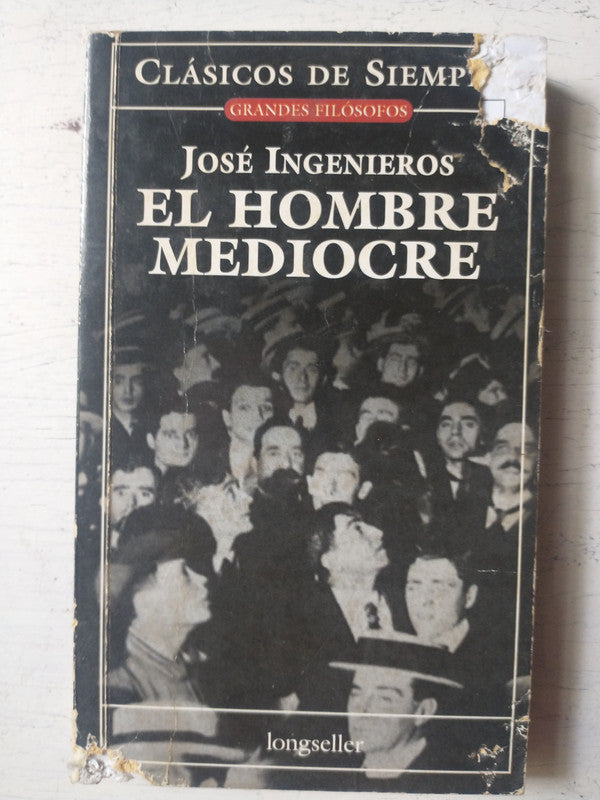 CLÁSICOS DE SIEMP
GRANDES FILÓSOFOS
JOSÉ INGENIEROS
EL HOMBRE
MEDIOCRE
longseller